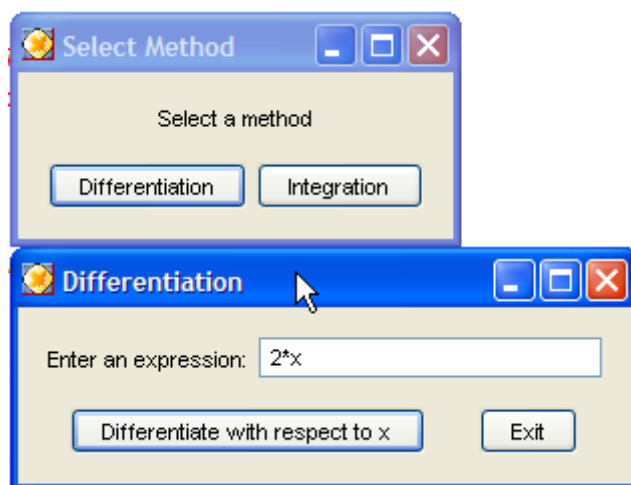 Select Method
Select a method
Differentiation Integration
Differentiation
Enter an expression: 2*x
Differentiate with respect to x Exit